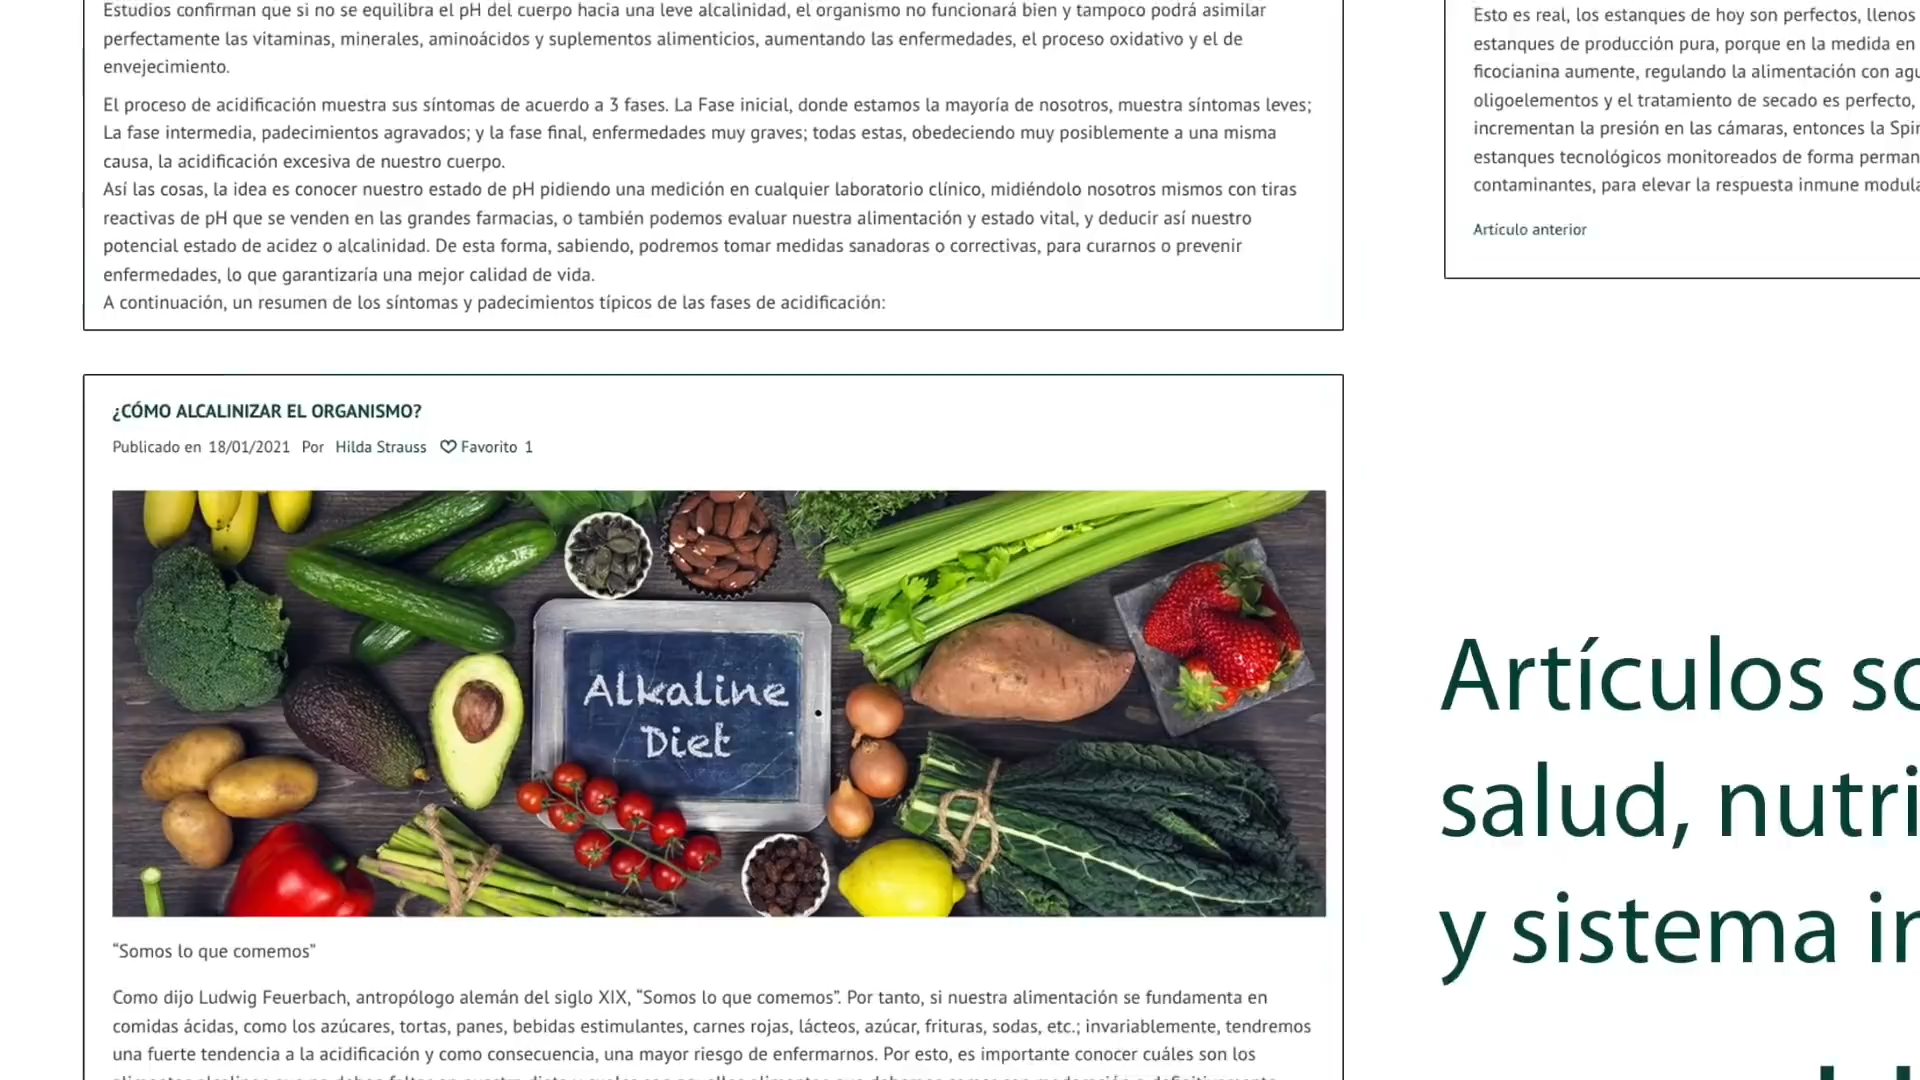 Estudios confirman que si no se equilibra el pH del cuerpo hacia una leve alcalinidad, el organismo no funcionará bien y tampoco podrá asimilar
perfectamente las vitaminas, minerales, aminoácidos y suplementos alimenticios, aumentando las enfermedades, el proceso oxidativo y el de
envejecimiento.
El proceso de acidificación muestra sus síntomas de acuerdo a 3 fases. La Fase inicial, donde estamos la mayoría de nosotros, muestra síntomas leves;
La fase intermedia, padecimientos agravados; y la fase final, enfermedades muy graves; todas estas, obedeciendo muy posiblemente a una misma
causa, la acidificación excesiva de nuestro cuerpo.
Así las cosas, la idea es conocer nuestro estado de pH pidiendo una medición en cualquier laboratorio clínico, midiéndolo nosotros mismos con tiras
reactivas de pH que se venden en las grandes farmacias, o también podemos evaluar nuestra alimentación y estado vital, y deducir así nuestro
potencial estado de acidez o alcalinidad. De esta forma, sabiendo, podremos tomar medidas sanadoras o correctivas, para curarnos o prevenir
enfermedades, lo que garantizaría una mejor calidad de vida.
A continuación, un resumen de los síntomas y padecimientos típicos de las fases de acidificación:
¿CÓMO ALCALINIZAR EL ORGANISMO?
Publicado en 18/01/2021 Por Hilda Strauss Favorito 1
Alkaline
Diet
“Somos lo que comemos”
Como dijo Ludwig Feuerbach, antropólogo alemán del siglo XIX, “Somos lo que comemos”. Por tanto, si nuestra alimentación se fundamenta en
comidas ácidas, como los azúcares, tortas, panes, bebidas estimulantes, carnes rojas, lácteos, azúcar, frituras, sodas, etc.; invariablemente, tendremos
una fuerte tendencia a la acidificación y como consecuencia, una mayor riesgo de enfermarnos. Por esto, es importante conocer cuáles son los
Esto es real, los estanques de hoy son perfectos, llenos
estanques de producción pura, porque en la medida en
ficocianina aumente, regulando la alimentación con
oligoelementos y el tratamiento de secado es perfecto,
incrementan la presión en las cámaras, entonces la
estanques tecnológicos monitoreados de forma
contaminantes, para elevar la respuesta inmune
Artículo anterior
Artículos
salud,
y sistema